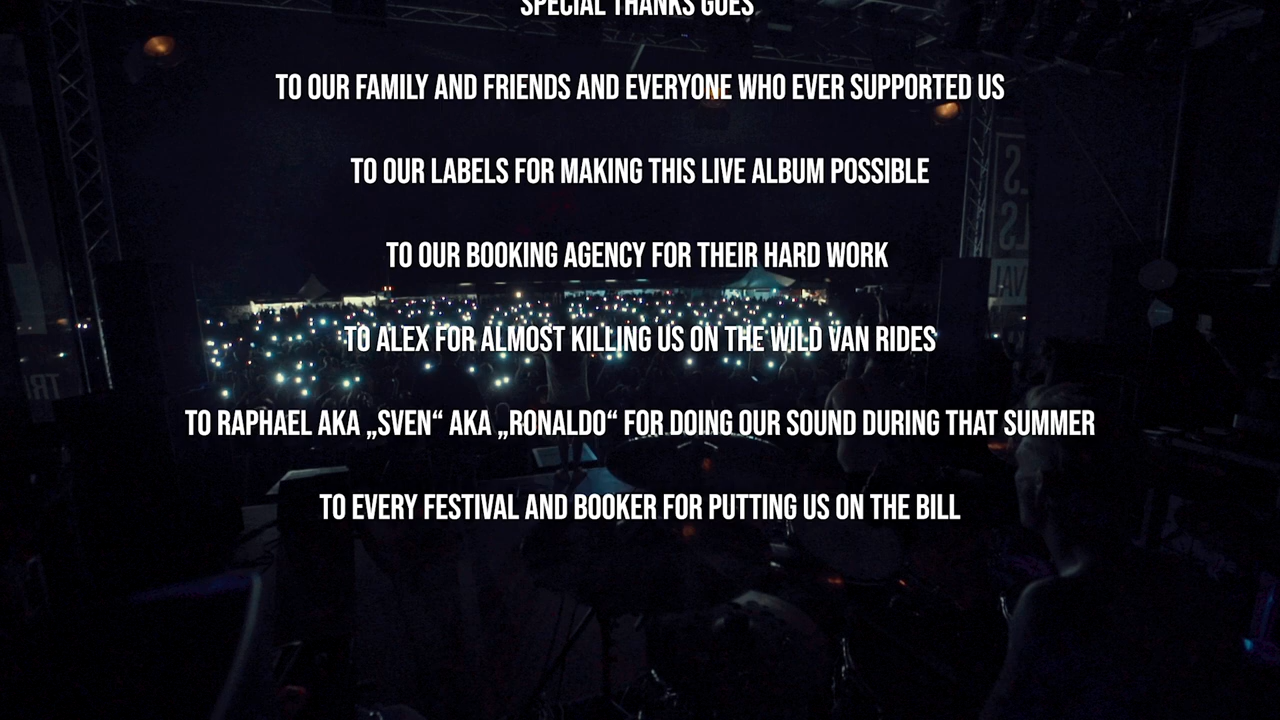 SPECIAL THANKS GOES
TO OUR FAMILY AND FRIENDS AND EVERYONE WHO EVER SUPPORTED US
TO OUR LABELS FOR MAKING THIS LIVE ALBUM POSSIBLE
TO OUR BOOKING AGENCY FOR THEIR HARD WORK
TO ALEX FOR ALMOST KILLING US ON THE WILD VAN RIDES
TO RAPHAEL AKA „SVEN“ AKA „RONALDO“ FOR DOING OUR SOUND DURING THAT SUMMER
TO EVERY FESTIVAL AND BOOKER FOR PUTTING US ON THE BILL